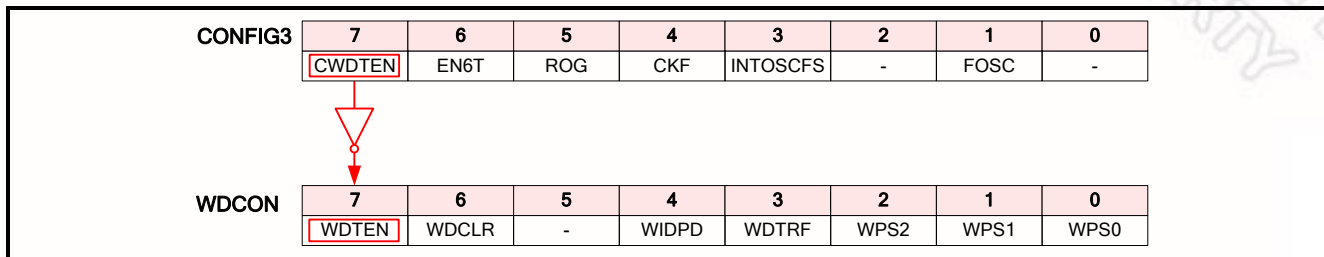 CONFIG3 7 6 5 4 3 2 1 0
CWDTEN EN6T ROG CKF INTOSCFS - FOSC -
WDCON 7 6 5 4 3 2 1 0
WDTEN WDCLR - WIDPD WDTRF WPS2 WPS1 WPS0